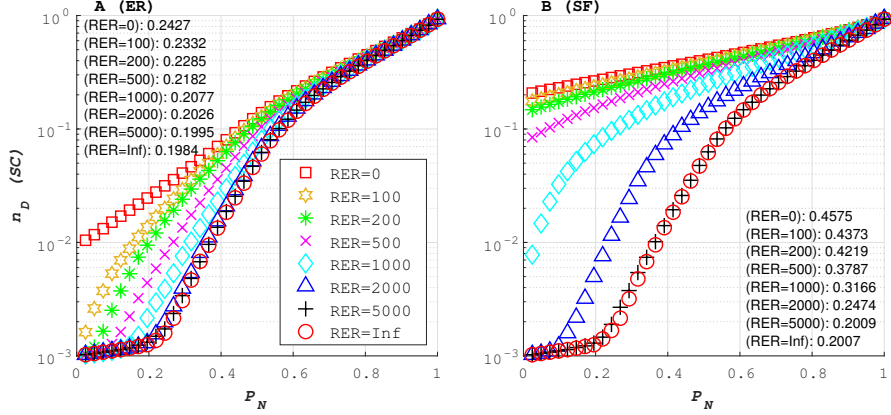 A (ER)
10^0
(RER=0): 0.2427
(RER=100): 0.2332
(RER=200): 0.2285
(RER=500): 0.2182
(RER=1000): 0.2077
(RER=2000): 0.2026
(RER=5000): 0.1995
(RER=Inf): 0.1984
10^-1
10^-2
10^-3
n_D (SC)
RER=0
RER=100
RER=200
RER=500
RER=1000
RER=2000
RER=5000
RER=Inf
0 0.2 0.4 0.6 0.8 1
P_N
B (SF)
10^0
10^-1
10^-2
10^-3
(RER=0): 0.4575
(RER=100): 0.4373
(RER=200): 0.4219
(RER=500): 0.3787
(RER=1000): 0.3166
(RER=2000): 0.2474
(RER=5000): 0.2009
(RER=Inf): 0.2007
0 0.2 0.4 0.6 0.8 1
P_N